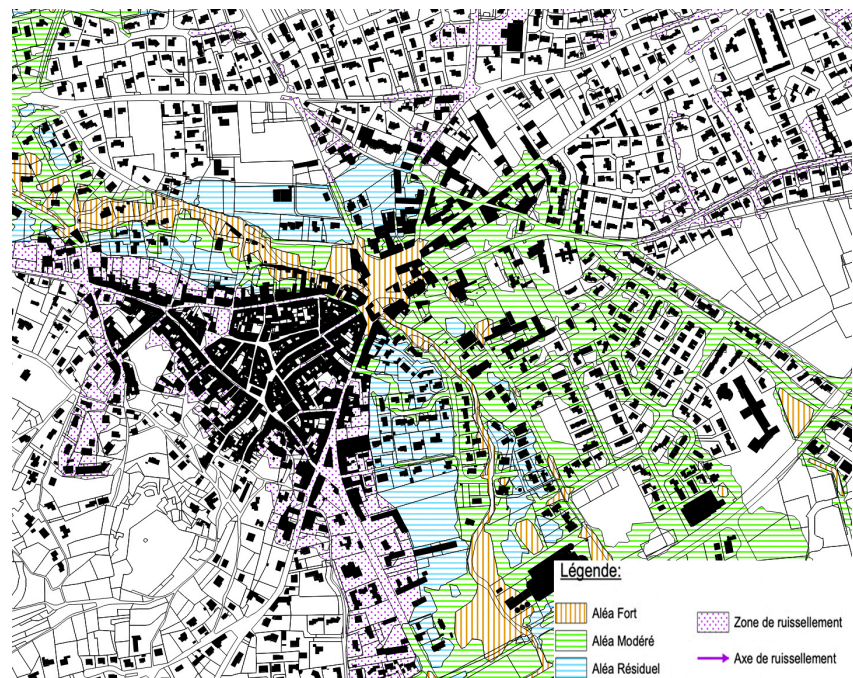 Légende:
Aléa Fort
Aléa Modéré
Aléa Résiduel
Zone de ruissellement
Axe de ruissellement